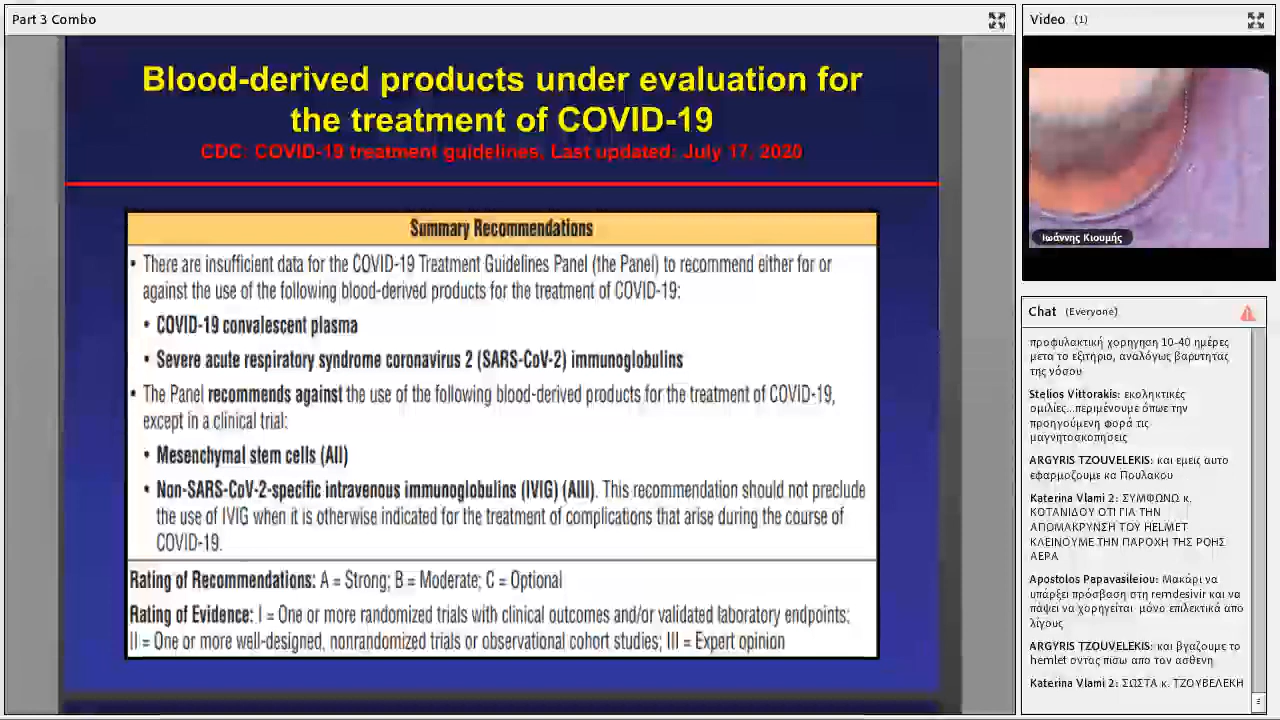 Part 3 Combo
Blood-derived products under evaluation for
the treatment of COVID-19
CDC: COVID-19 treatment guidelines. Last updated: July 17, 2020
Summary Recommendations
• There are insufficient data for the COVID-19 Treatment Guidelines Panel (the Panel) to recommend either for or
against the use of the following blood-derived products for the treatment of COVID-19:
• COVID-19 convalescent plasma
• Severe acute respiratory syndrome coronavirus 2 (SARS-CoV-2) immunoglobulins
• The Panel recommends against the use of the following blood-derived products for the treatment of COVID-19,
except in a clinical trial:
• Mesenchymal stem cells (AII)
• Non-SARS-CoV-2-specific intravenous immunoglobulins (IVIG) (AIII). This recommendation should not preclude
the use of IVIG when it is otherwise indicated for the treatment of complications that arise during the course of
COVID-19.
Rating of Recommendations: A = Strong; B = Moderate; C = Optional
Rating of Evidence: I = One or more randomized trials with clinical outcomes and/or validated laboratory endpoints;
II = One or more well-designed, nonrandomized trials or observational cohort studies; III = Expert opinion
Video (1)
Ιωάννης Κιουμής
Chat (Everyone)
προφυλακτική χορηγηση 10-40 ημέρες
μετα το εξιτηριο, αναλόγως βαρυτητας
της νόσου
Stelios Vittorakis: εκοληκτικές
ομιλίες...περιμένουμε όπωε την
προηγούμενη φορά τις
μαγνητοσκοπησεις
ARGYRIS TZOUVELEKIS: και εμεις αυτο
εφαρμοζουμε κα Πουλακου
Katerina Vlami 2: ΣΥΜΦΩΝΩ κ.
ΚΟΤΑΝΙΔΟΥ ΟΤΙ ΓΙΑ ΤΗΝ
ΑΠΟΜΑΚΡΥΝΣΗ ΤΟΥ HELMET
ΚΛΕΙΝΟΥΜΕ ΤΗΝ ΠΑΡΟΧΗ ΤΗΣ ΡΟΗΣ
ΑΕΡΑ
Apostolos Papavasileiou: Μακάρι να
υπάρξει πρόσβαση στη remdesivir και να
πάψει να χορηγείται μόνο επιλεκτικά απο
λίγους
ARGYRIS TZOUVELEKIS: και βγαζουμε το
hemlet οντας πισω απο τον ασθενη
Katerina Vlami 2: ΣΩΣΤΑ κ. ΤΖΟΥΒΕΛΕΚΗ